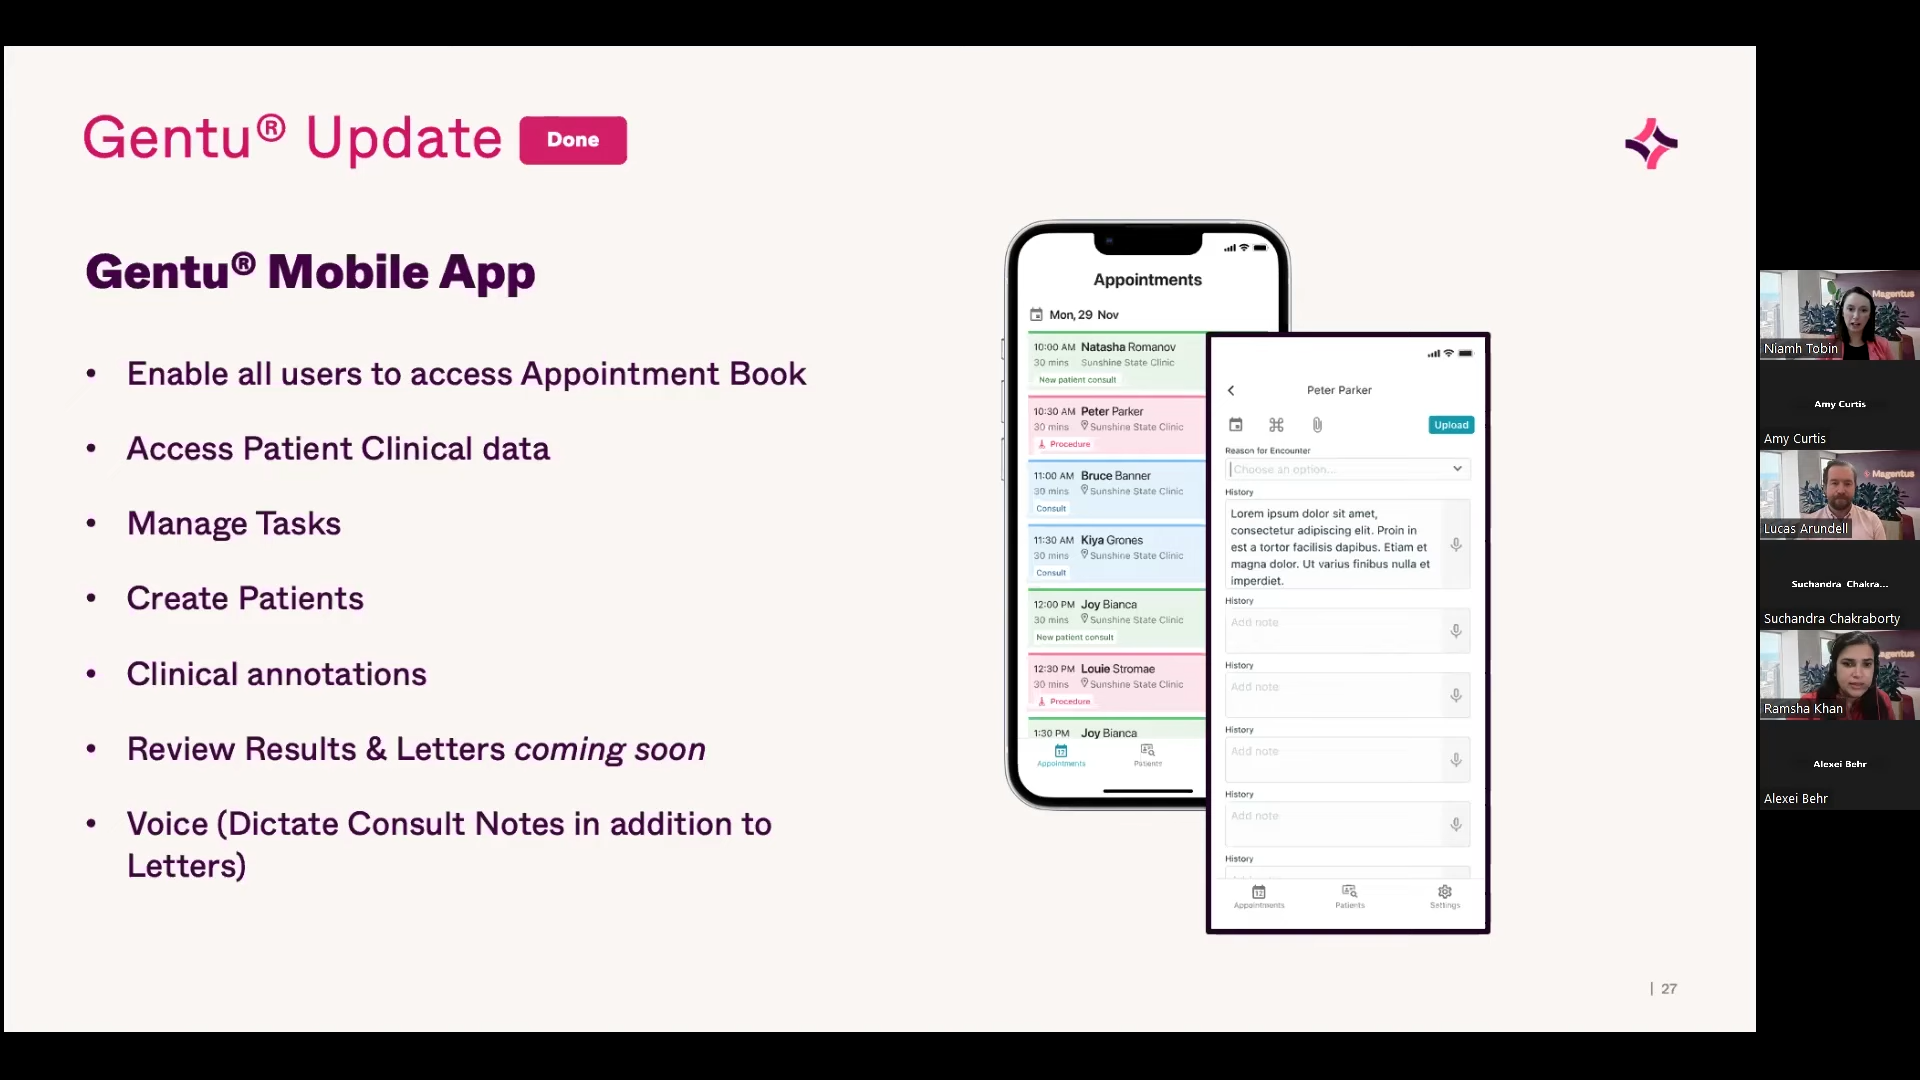 Gentu® Update
Done
Gentu® Mobile App
• Enable all users to access Appointment Book
• Access Patient Clinical data
• Manage Tasks
• Create Patients
• Clinical annotations
• Review Results & Letters coming soon
• Voice (Dictate Consult Notes in addition to
Letters)
Appointments
Mon, 29 Nov
10:00 AM Natasha Romanov
30 mins Sunshine State Clinic
New patient consult
10:30 AM Peter Parker
30 mins Sunshine State Clinic
Procedure
11:00 AM Bruce Banner
30 mins Sunshine State Clinic
Consult
11:30 AM Kiya Grones
30 mins Sunshine State Clinic
Consult
12:00 PM Joy Bianca
30 mins Sunshine State Clinic
New patient consult
12:30 PM Louie Stromae
30 mins Sunshine State Clinic
Procedure
1:30 PM Joy Bianca
Appointments
Patients
Peter Parker
Upload
Reason for Encounter
Choose an option...
History
Lorem ipsum dolor sit amet,
consectetur adipiscing elit. Proin in
est a tortor facilisis dapibus. Etiam et
magna dolor. Ut varius finibus nulla et
imperdiet.
History
Add note
History
Add note
History
Add note
History
Add note
History
Appointments
Patients
Settings
| 27
Magentus
Niamh Tobin
Amy Curtis
Amy Curtis
Magentus
Lucas Arundell
Suchandra Chakra...
Suchandra Chakraborty
agentus
Ramsha Khan
Alexei Behr
Alexei Behr